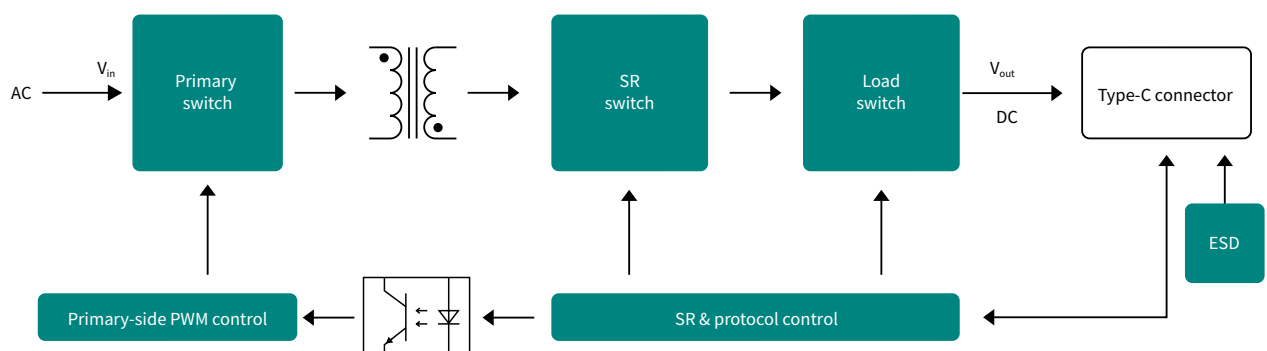 AC
Vin
Primary
switch
SR
switch
Load
switch
Vout
DC
Type-C connector
ESD
Primary-side PWM control
SR & protocol control